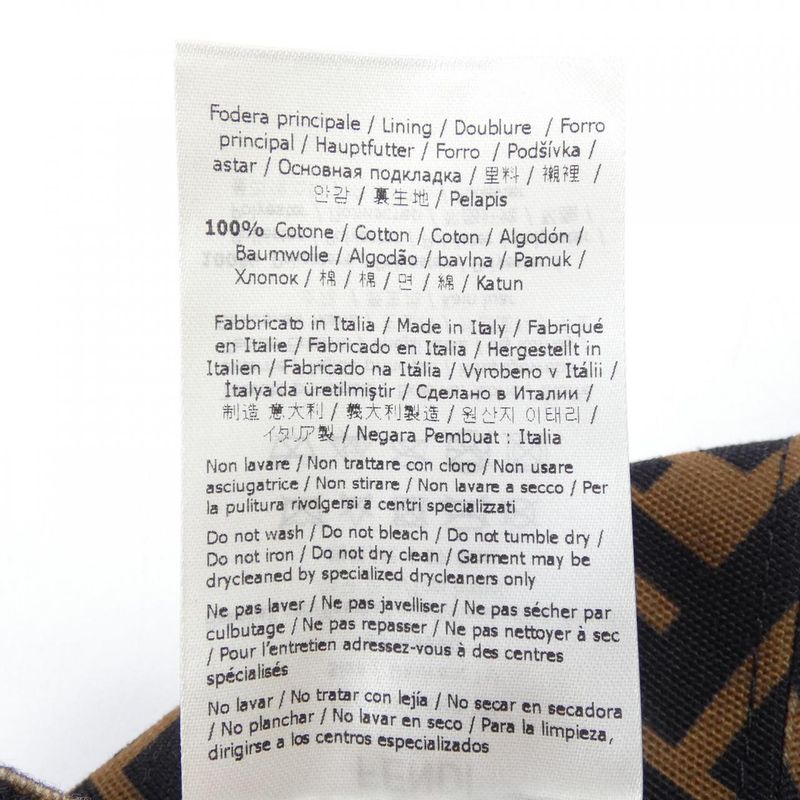 Fodera principale / Lining / Doublure / Forro
principal / Hauptfutter / Forro / Podšívka /
astar / Основная подкладка / 里料 / 襯裡 /
안감 / 裏生地 / Pelapis
100% Cotone / Cotton / Coton / Algodón /
Baumwolle / Algodão / bavlna / Pamuk /
Хлопок / 棉 / 棉 / 면 / 綿 / Katun
Fabbricato in Italia / Made in Italy / Fabriqué
en Italie / Fabricado en Italia / Hergestellt in
Italien / Fabricado na Itália / Vyrobeno v Itálii /
İtalya'da üretilmiştir / Сделано в Италии /
制造 意大利 / 義大利製造 / 원산지 이태리 /
イタリア製 / Negara Pembuat : Italia
Non lavare / Non trattare con cloro / Non usare
asciugatrice / Non stirare / Non lavare a secco / Per
la pulitura rivolgersi a centri specializzati
Do not wash / Do not bleach / Do not tumble dry /
Do not iron / Do not dry clean / Garment may be
drycleaned by specialized drycleaners only
Ne pas laver / Ne pas javelliser / Ne pas sécher par
culbutage / Ne pas repasser / Ne pas nettoyer à sec
/ Pour l'entretien adressez-vous à des centres
spécialisés
No lavar / No tratar con lejía / No secar en secadora
/ No planchar / No lavar en seco / Para la limpieza,
dirigirse a los centros especializados